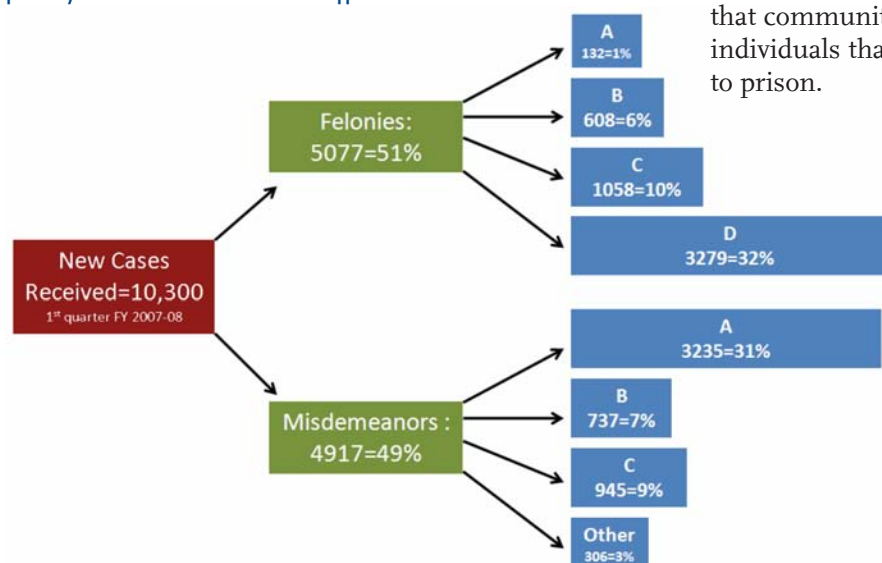 that communit
individuals tha
to prison.
New Cases
Received=10,300
1st quarter FY 2007-08
Felonies:
5077=51%
A
132=1%
B
608=6%
C
1058=10%
D
3279=32%
Misdemeanors :
4917=49%
A
3235=31%
B
737=7%
C
945=9%
Other
306=3%